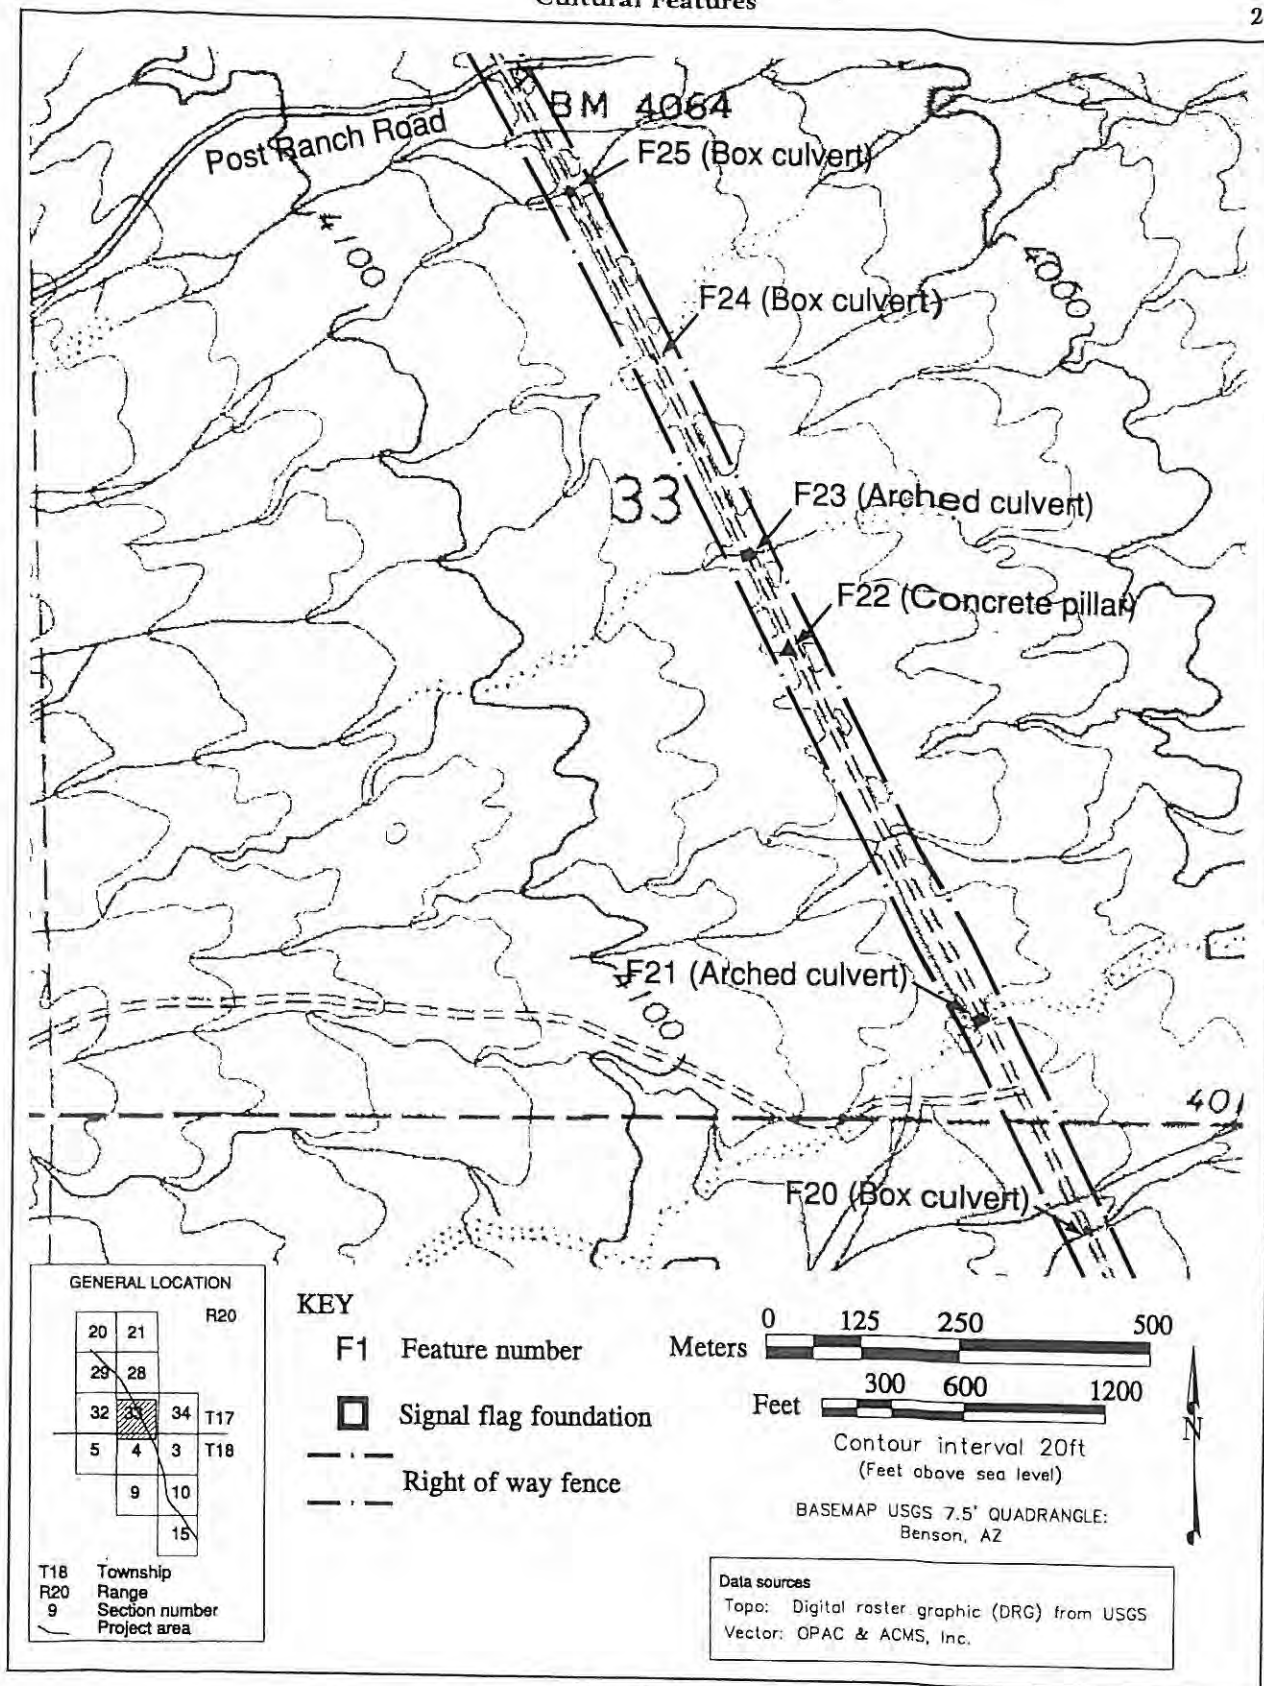 Cultural Features
2
BM 4064
Post Ranch Road
F25 (Box culvert)
4100
4000
F24 (Box culvert)
33
F23 (Arched culvert)
F22 (Concrete pillar)
F21 (Arched culvert)
4100
401
F20 (Box culvert)
GENERAL LOCATION
R20
20 21
29 28
32 33 34 T17
5 4 3 T18
9 10
15
T18 Township
R20 Range
9 Section number
Project area
KEY
F1 Feature number
Signal flag foundation
Right of way fence
0 125 250 500
Meters
300 600 1200
Feet
Contour interval 20ft
(Feet above sea level)
BASEMAP USGS 7.5' QUADRANGLE:
Benson, AZ
N
Data sources
Topo: Digital raster graphic (DRG) from USGS
Vector: OPAC & ACMS, Inc.